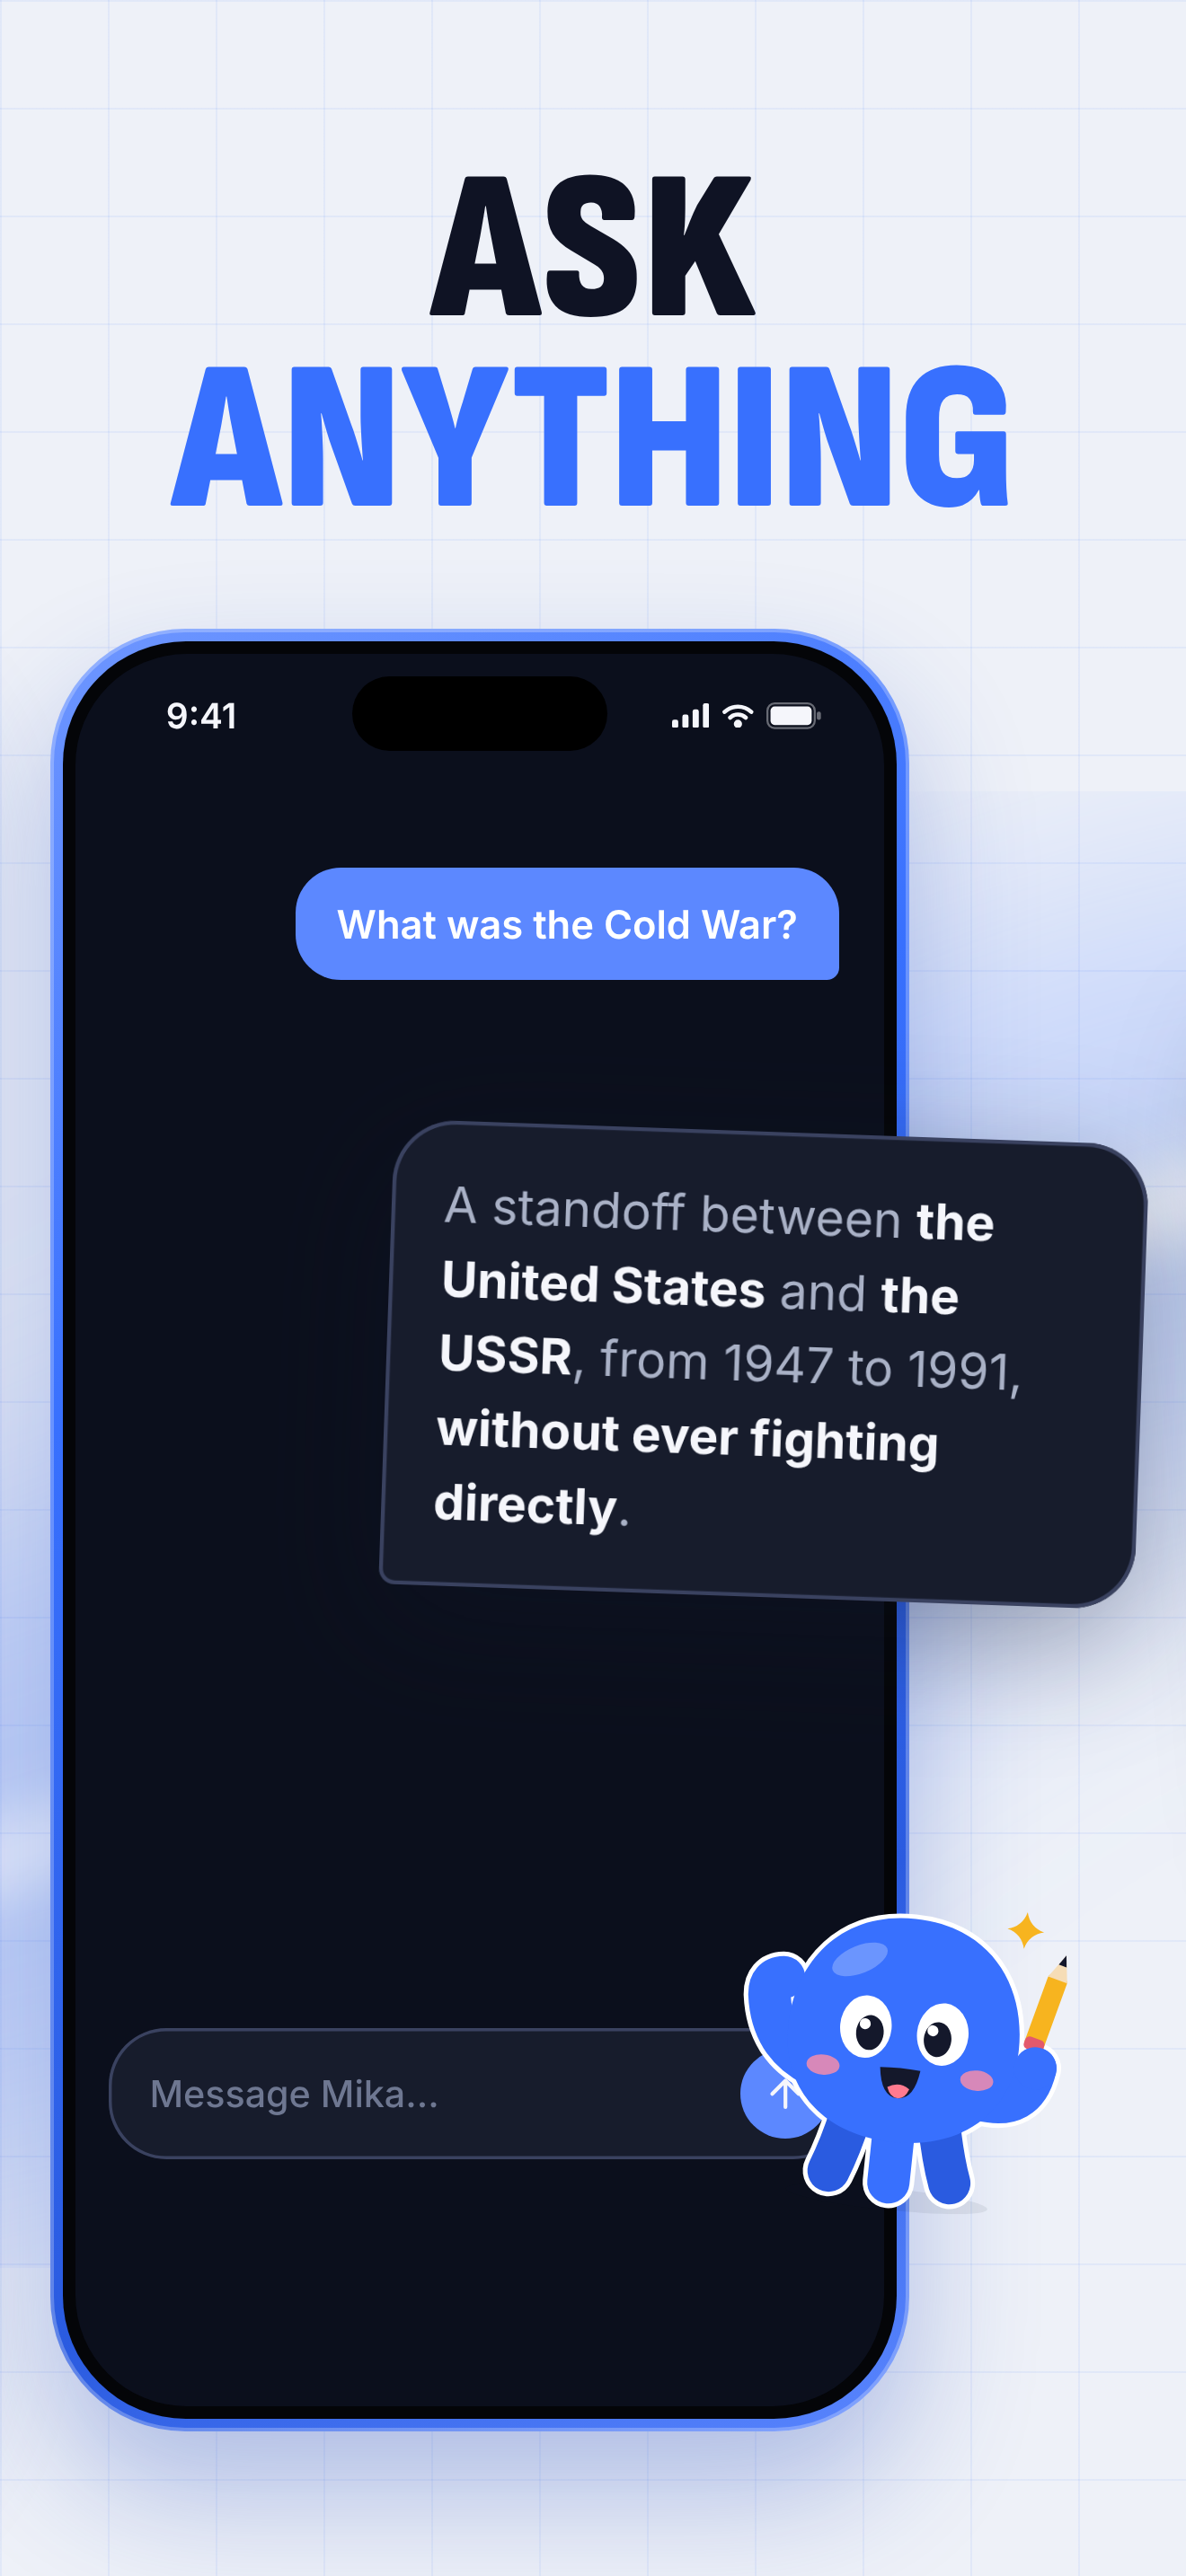 ASK
ANYTHING
9:41
What was the Cold War?
A standoff between the
United States and the
USSR, from 1947 to 1991,
without ever fighting
directly.
Message Mika...